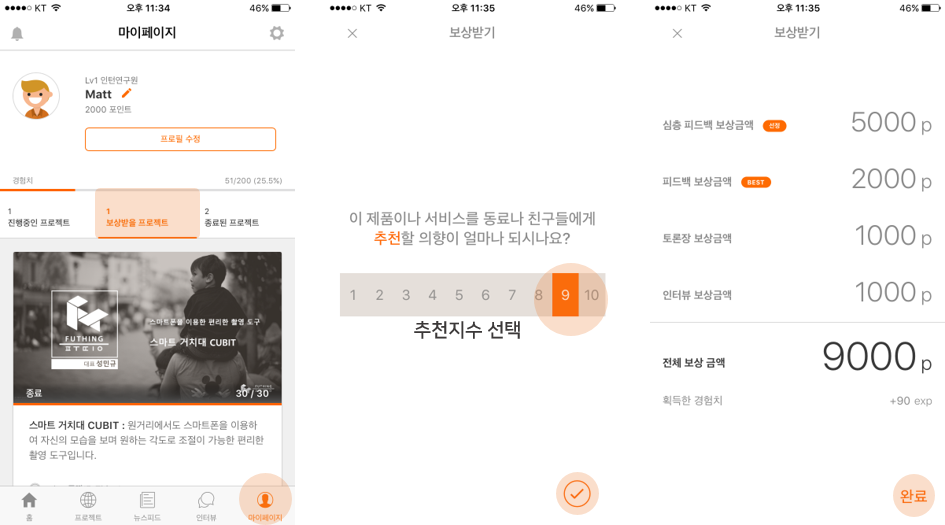 ●●●●○ KT 오후 11:34 46%
마이페이지
Lv1 인턴연구원
Matt
2000 포인트
프로필 수정
경험치 51/200 (25.5%)
1
진행중인 프로젝트
1
보상받을 프로젝트
2
종료된 프로젝트
FUTHING
STUDIO
대표 성민규
스마트폰을 이용한 편리한 촬영 도구
스마트 거치대 CUBIT
종료
FUTHING
30 / 30
스마트 거치대 CUBIT : 원거리에서도 스마트폰을 이용하
여 자신의 모습을 보며 원하는 각도로 조절이 가능한 편리한
촬영 도구입니다.
홈 프로젝트 뉴스피드 인터뷰 마이페이지
●●●●○ KT 오후 11:35 46%
보상받기
이 제품이나 서비스를 동료나 친구들에게
추천할 의향이 얼마나 되시나요?
1 2 3 4 5 6 7 8 9 10
추천지수 선택
●●●●○ KT 오후 11:35 46%
보상받기
심층 피드백 보상금액 선정 5000 p
피드백 보상금액 BEST 2000 p
토론장 보상금액 1000 p
인터뷰 보상금액 1000 p
전체 보상 금액 9000 p
획득한 경험치 +90 exp
완료